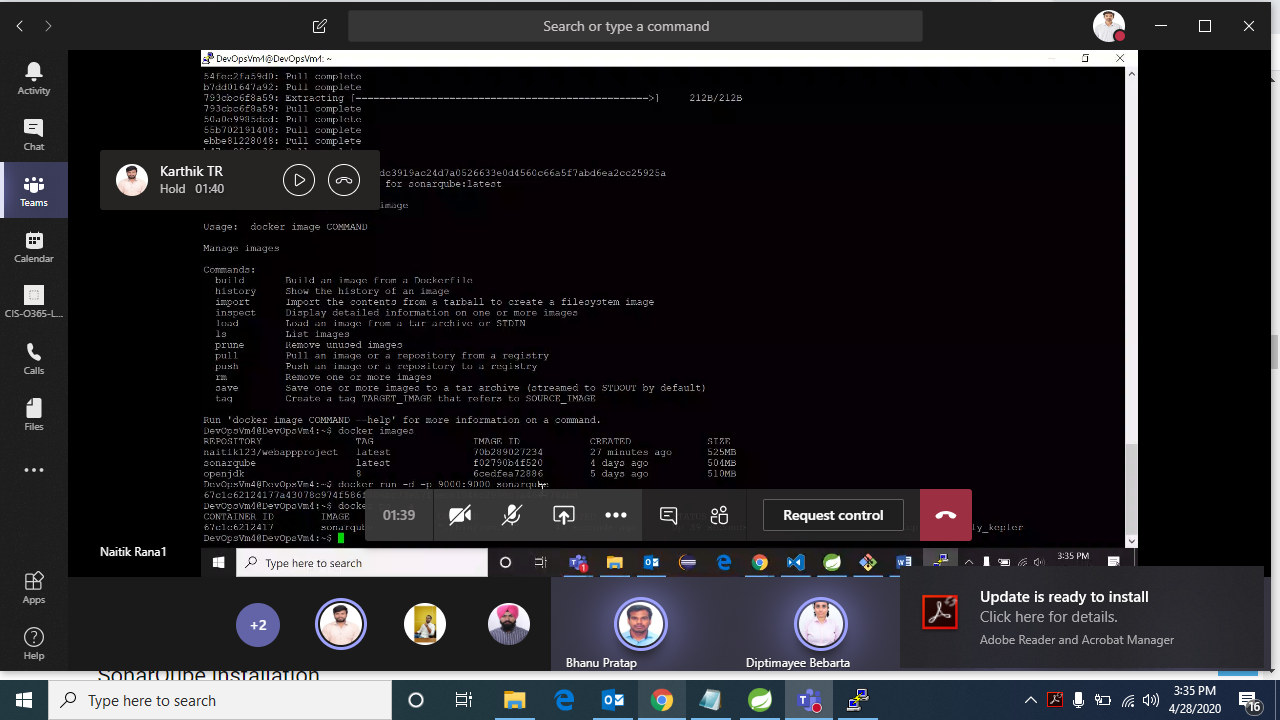 Search or type a command
Activity
Chat
Teams
Calendar
CIS-O365-L...
Calls
Files
Apps
Help
DevOpsVm4@DevOpsVm4: ~
54fec2fa59d0: Pull complete
b7dd01647a92: Pull complete
793cbc6f8a59: Extracting [-------------------------------------------------->] 212B/212B
793cbc6f8a59: Pull complete
50a0e9985dcd: Pull complete
55b702191408: Pull complete
ebbe81228048: Pull complete
Karthik TR
Hold 01:40
dc3919ac24d7a0526633e0d4560c66a5f7abd6ea2cc25925a
for sonarqube:latest
image
Usage: docker image COMMAND
Manage images
Commands:
build Build an image from a Dockerfile
history Show the history of an image
import Import the contents from a tarball to create a filesystem image
inspect Display detailed information on one or more images
load Load an image from a tar archive or STDIN
ls List images
prune Remove unused images
pull Pull an image or a repository from a registry
push Push an image or a repository to a registry
rm Remove one or more images
save Save one or more images to a tar archive (streamed to STDOUT by default)
tag Create a tag TARGET_IMAGE that refers to SOURCE_IMAGE
Run 'docker image COMMAND --help' for more information on a command.
DevOpsVm4@DevOpsVm4:~$ docker images
REPOSITORY TAG IMAGE ID CREATED SIZE
naitik123/webappproject latest 70b289027234 27 minutes ago 525MB
sonarqube latest f02790b4f520 4 days ago 504MB
openjdk 8 6cedfea72886 5 days ago 510MB
DevOpsVm4@DevOpsVm4:~$ docker run -d -p 9000:9000 sonarqube
67c1c62124177a43078c974f586f
DevOpsVm4@DevOpsVm4:~$ docke
CONTAINER ID IMAGE
67c1c6212417 sonarqu ly_kepler
DevOpsVm4@DevOpsVm4:~$
01:39
Request control
Naitik Rana1
Type here to search
3:35 PM
+2
Bhanu Pratap
Diptimayee Bebarta
Update is ready to install
Click here for details.
Adobe Reader and Acrobat Manager
SonarQube Installation
Type here to search
3:35 PM
4/28/2020
16